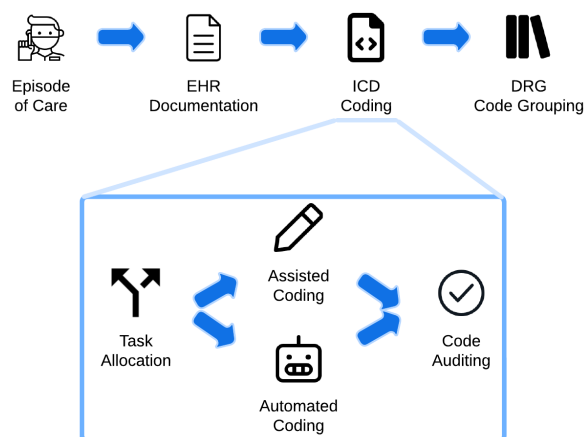 Episode
of Care
EHR
Documentation
ICD
Coding
DRG
Code Grouping
Assisted
Coding
Task
Allocation
Code
Auditing
Automated
Coding